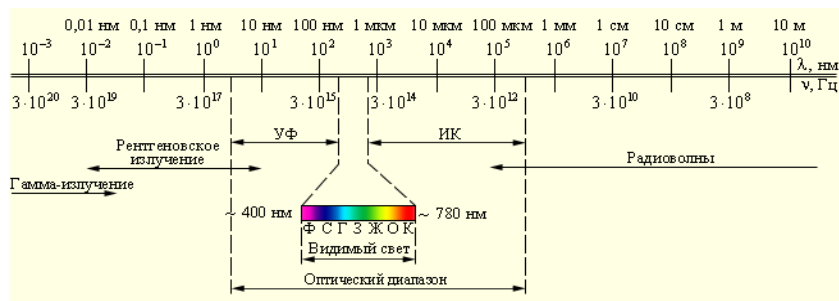 0,01 нм 0,1 нм 1 нм 10 нм 100 нм 1 мкм 10 мкм 100 мкм 1 мм 1 см 10 см 1 м 10 м
10⁻³ 10⁻² 10⁻¹ 10⁰ 10¹ 10² 10³ 10⁴ 10⁵ 10⁶ 10⁷ 10⁸ 10⁹ 10¹⁰
λ, нм
ν, Гц
3·10²⁰ 3·10¹⁹ 3·10¹⁷ 3·10¹⁵ 3·10¹⁴ 3·10¹² 3·10¹⁰ 3·10⁸
УФ ИК
Рентгеновское
излучение
Радиоволны
Гамма-излучение
~ 400 нм ~ 780 нм
Ф С Г З Ж О К
Видимый свет
Оптический диапазон